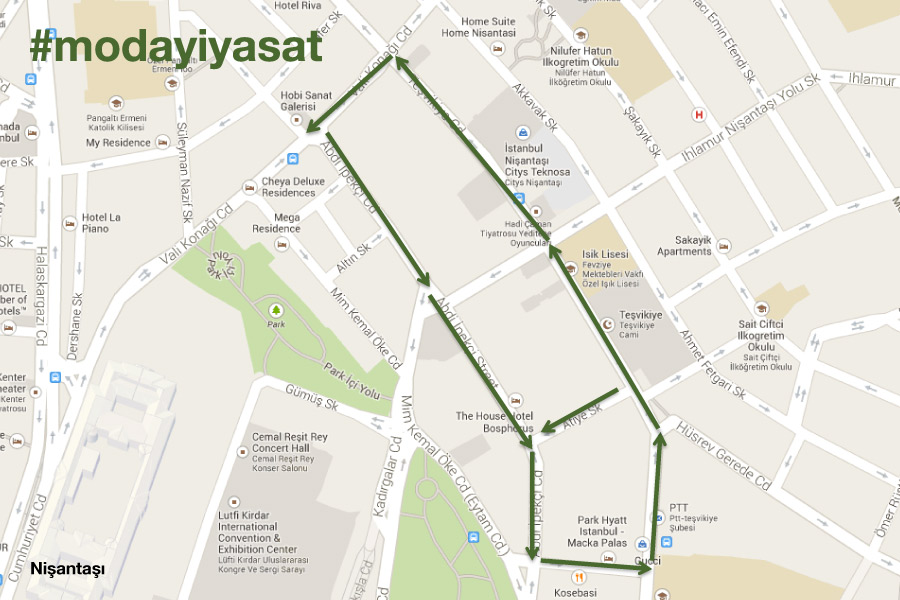 #modayiyasat
Hotel Riva
Vali Konağı Cd
Home Suite
Home Nisantasi
Nilufer Hatun
Ilkogretim Okulu
Nilüfer Hatun
İlköğretim Okulu
Emin Efendi Sk
Ihlamur
Ihlamur Nişantaşı Yolu Sk
Akkavak Sk
Şakayık Sk
Hobi Sanat
Galerisi
Pangaltı Ermeni
Katolik Kilisesi
My Residence
Süleyman Nazif Sk
İstanbul
Nişantaşı
Citys Teknosa
Citys Nişantaşı
Abdi İpekçi Cd
Cheya Deluxe
Residences
Mega
Residence
Hotel La
Piano
Vali Konağı Cd
Altın Sk
Hadi Çaman
Tiyatrosu Yeditepe
Oyuncuları
Isik Lisesi
Fevziye
Mektebleri Vakfı
Özel Işık Lisesi
Sakayik
Apartments
Halaskargazi Cd
Dershane Sk
Park
Park İçi Yolu
Park İçi Yolu
Mim Kemal Öke Cd
Abdi İpekçi Street
Teşvikiye
Teşvikiye
Cami
Sait Ciftci
Ilkogretim
Okulu
Sait Çiftçi
İlköğretim Okulu
Ahmet Fetgari Sk
Gümüş Sk
The House Hotel
Bosphorus
Atiye Sk
Hüsrev Gerede Cd
Cemal Reşit Rey
Concert Hall
Cemal Reşit Rey
Konser Salonu
Mim Kemal Öke Cd (Eytam Cd)
Kadırgalar Cd
Lutfi Kirdar
International
Convention &
Exhibition Center
Lütfi Kırdar Uluslararası
Kongre Ve Sergi Sarayı
Abdi İpekçi Cd
Park Hyatt
Istanbul -
Macka Palas
PTT
Ptt-teşvikiye
Şubesi
Gucci
Kosebasi
Cumhuriyet Cd
Nişantaşı